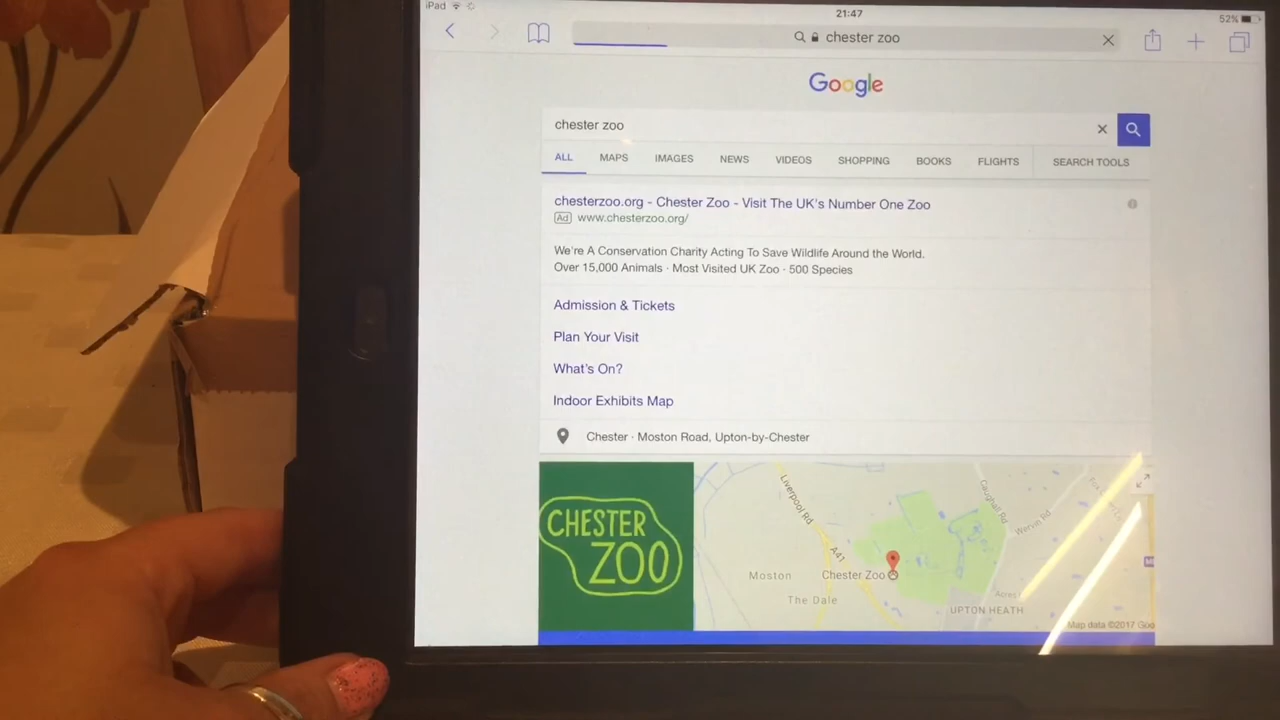 iPad
21:47
52%
chester zoo
Google
chester zoo
ALL MAPS IMAGES NEWS VIDEOS SHOPPING BOOKS FLIGHTS SEARCH TOOLS
chesterzoo.org - Chester Zoo - Visit The UK's Number One Zoo
Ad www.chesterzoo.org/
We're A Conservation Charity Acting To Save Wildlife Around the World.
Over 15,000 Animals · Most Visited UK Zoo · 500 Species
Admission & Tickets
Plan Your Visit
What's On?
Indoor Exhibits Map
Chester · Moston Road, Upton-by-Chester
CHESTER
ZOO
Liverpool Rd
Caughall Rd
Wervin Rd
A41
Moston
Chester Zoo
The Dale
UPTON HEATH
Map data ©2017 Goo